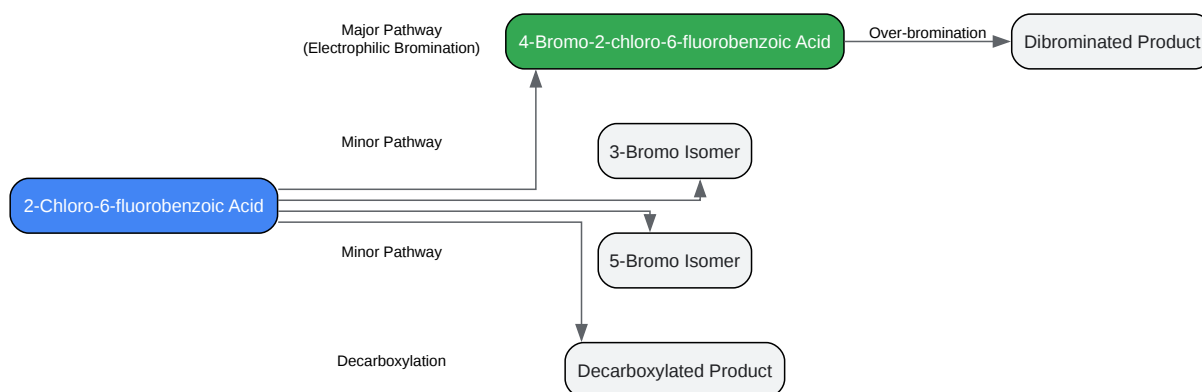 Major Pathway
(Electrophilic Bromination)
4-Bromo-2-chloro-6-fluorobenzoic Acid
Over-bromination
Dibrominated Product
Minor Pathway
3-Bromo Isomer
2-Chloro-6-fluorobenzoic Acid
Minor Pathway
5-Bromo Isomer
Decarboxylation
Decarboxylated Product